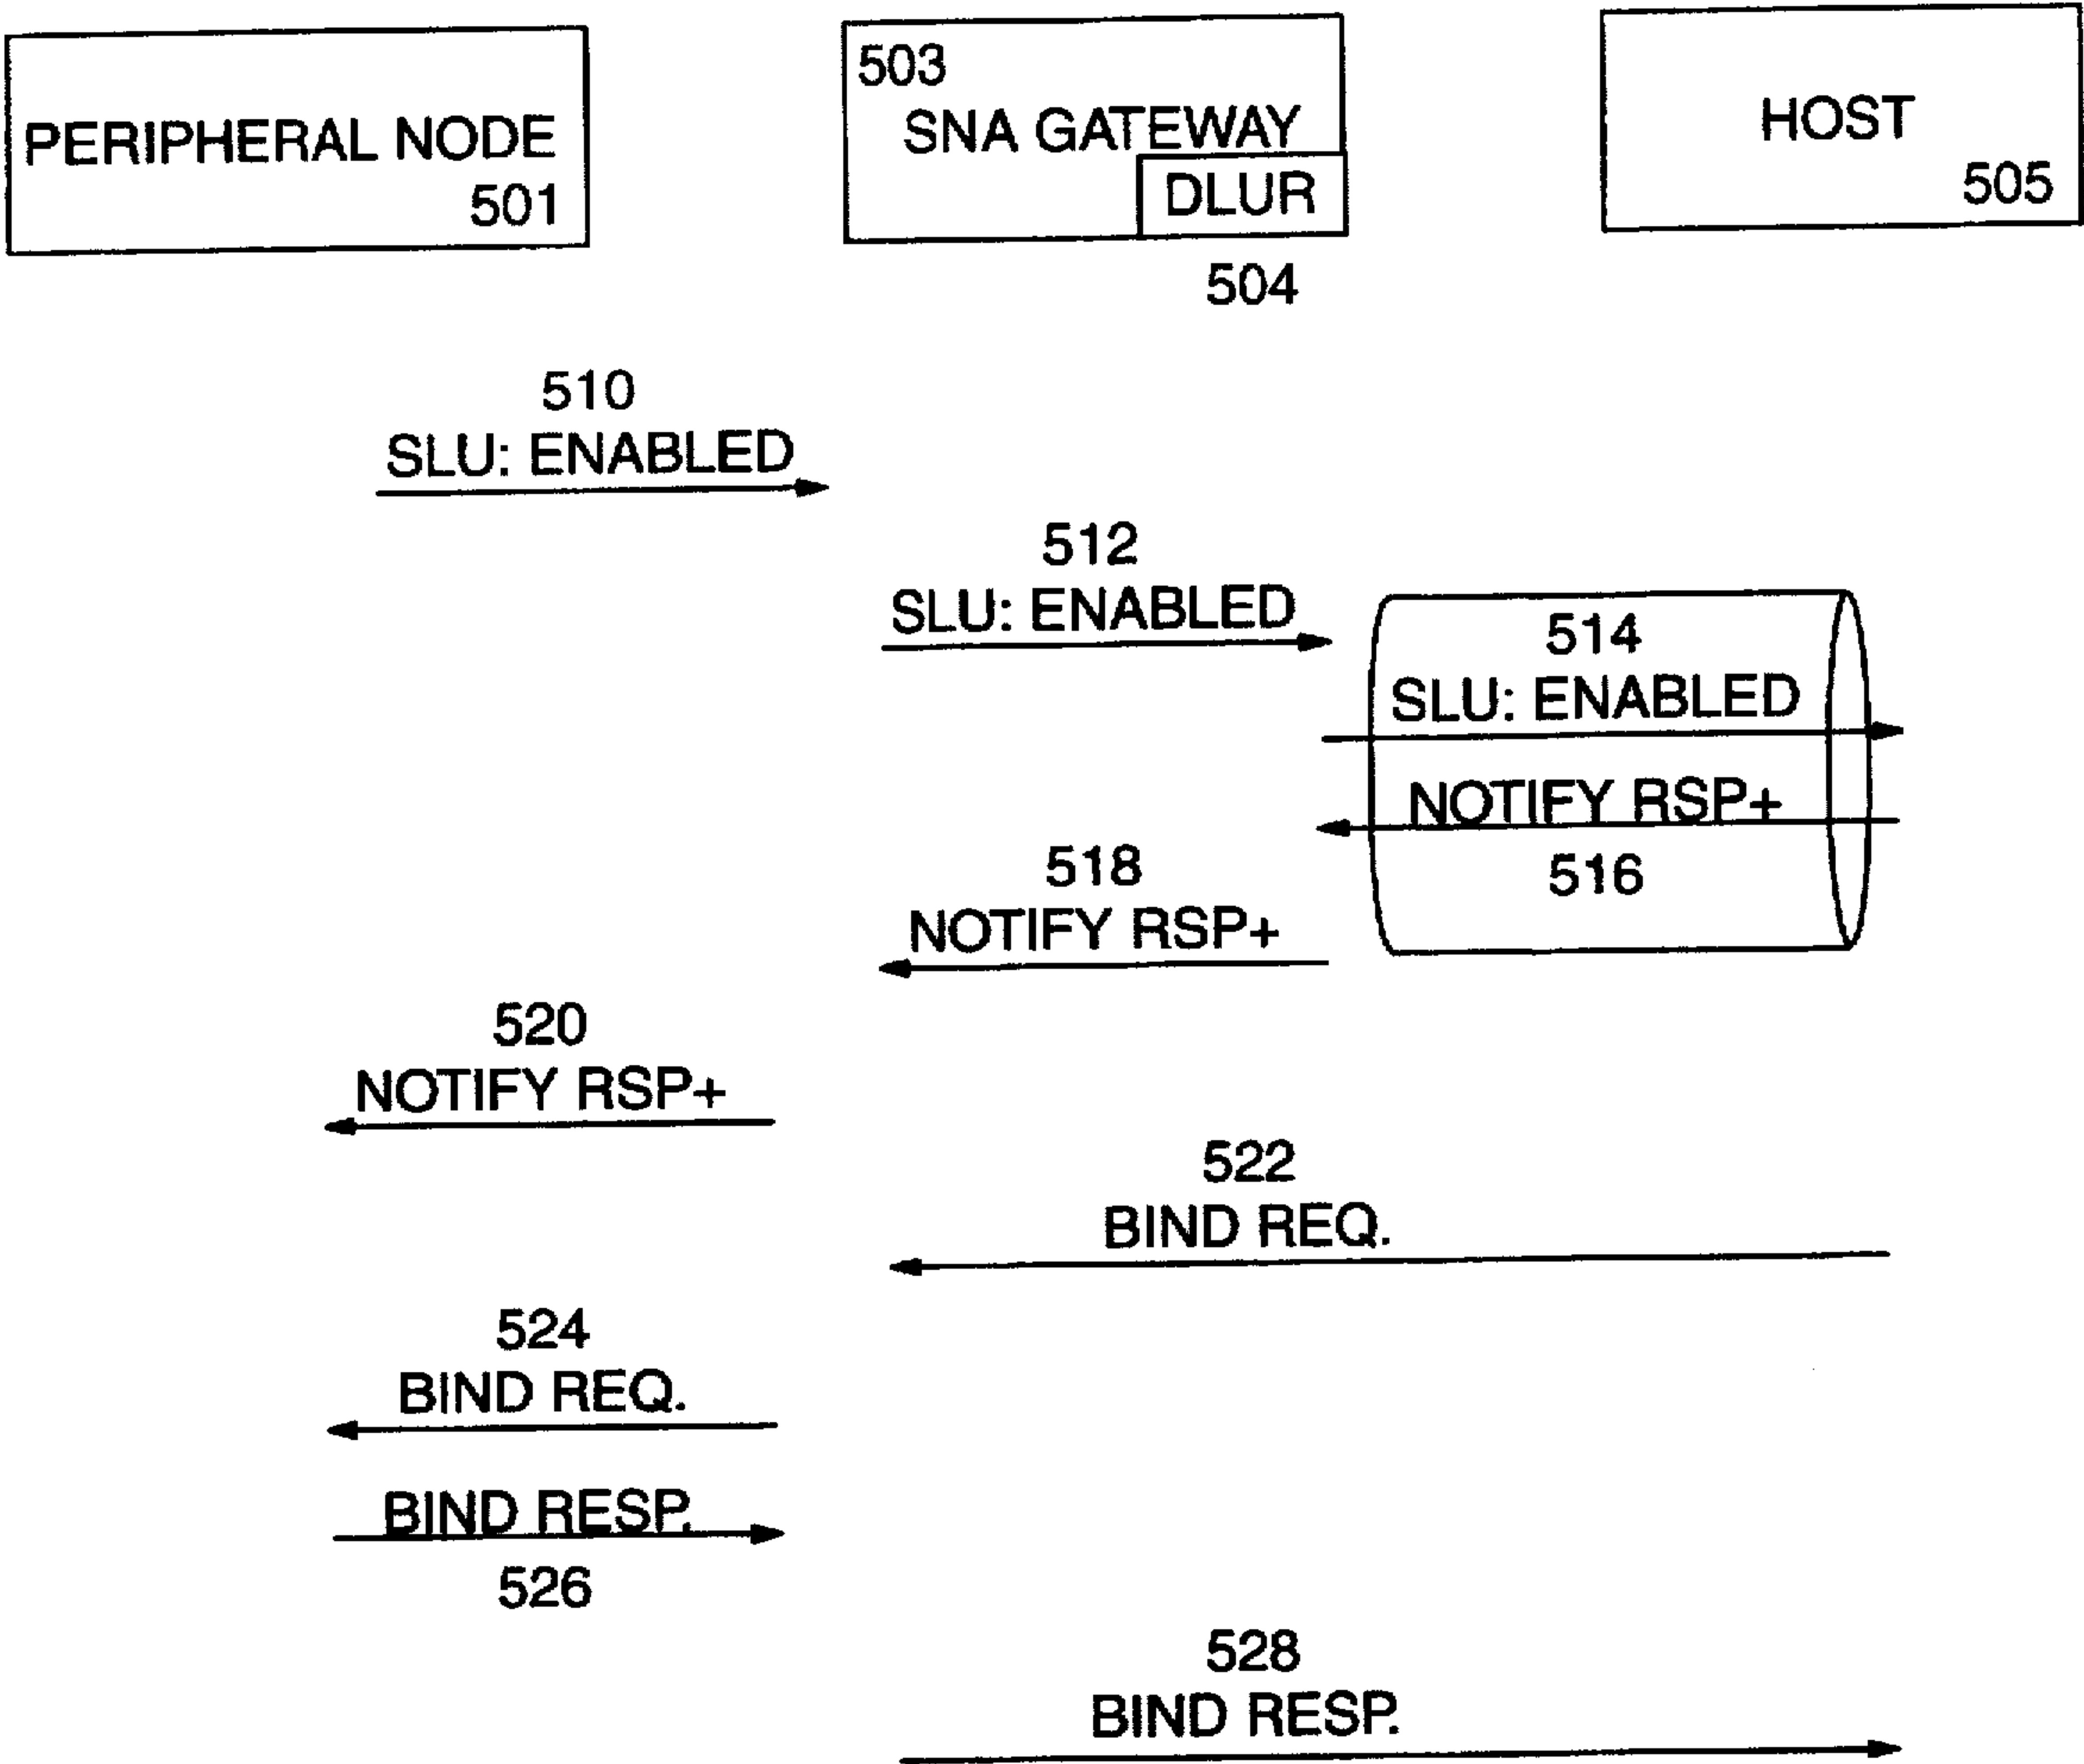 PERIPHERAL NODE
501
503
SNA GATEWAY
DLUR
504
HOST
505
510
SLU: ENABLED
512
SLU: ENABLED
514
SLU: ENABLED
NOTIFY RSP+
516
518
NOTIFY RSP+
520
NOTIFY RSP+
522
BIND REQ.
524
BIND REQ.
BIND RESP.
526
528
BIND RESP.